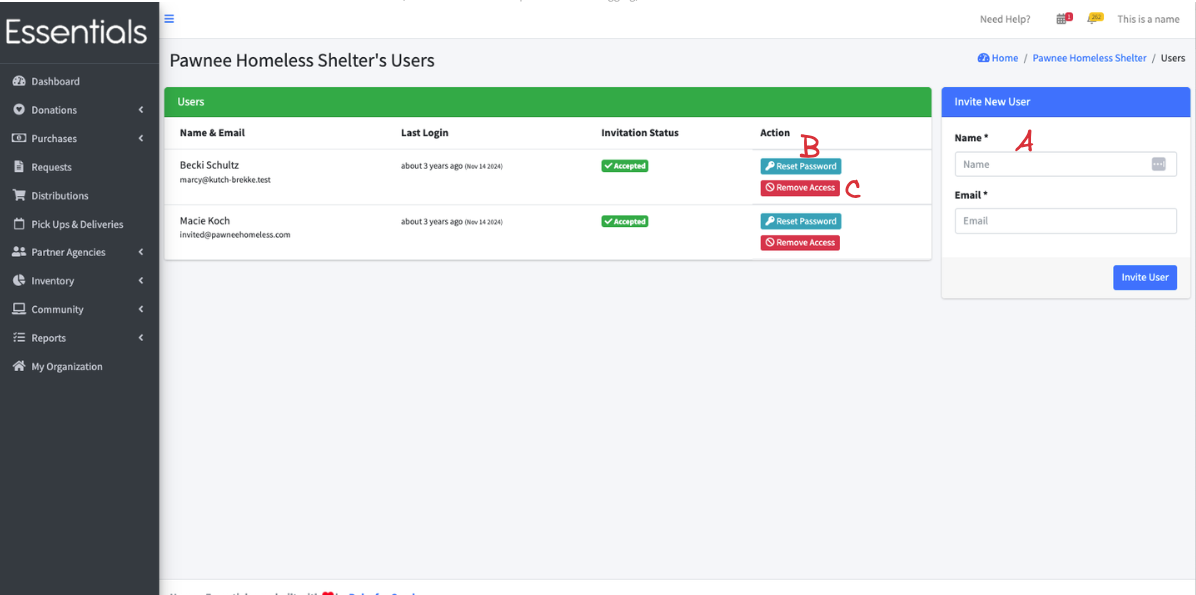 Essentials
Need Help?
1
262
This is a name
Dashboard
Donations
Purchases
Requests
Distributions
Pick Ups & Deliveries
Partner Agencies
Inventory
Community
Reports
My Organization
Pawnee Homeless Shelter's Users
Home / Pawnee Homeless Shelter / Users
Users
Name & Email Last Login Invitation Status Action
B
Becki Schultz about 3 years ago (Nov 14 2024) Accepted Reset Password
marcy@kutch-brekke.test
Remove Access C
Macie Koch about 3 years ago (Nov 14 2024) Accepted Reset Password
invited@pawneehomeless.com
Remove Access
Invite New User
Name * A
Name
Email *
Email
Invite User